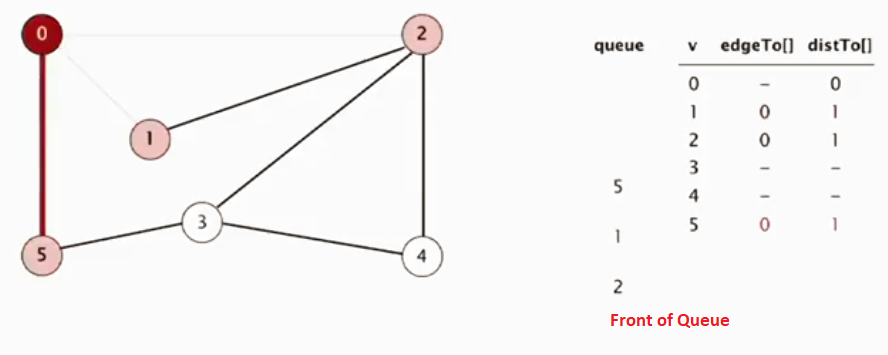 0
2
1
3
5
4
queue v edgeTo[] distTo[]
0 – 0
1 0 1
2 0 1
3 – –
5
4 – –
5 0 1
1
2
Front of Queue